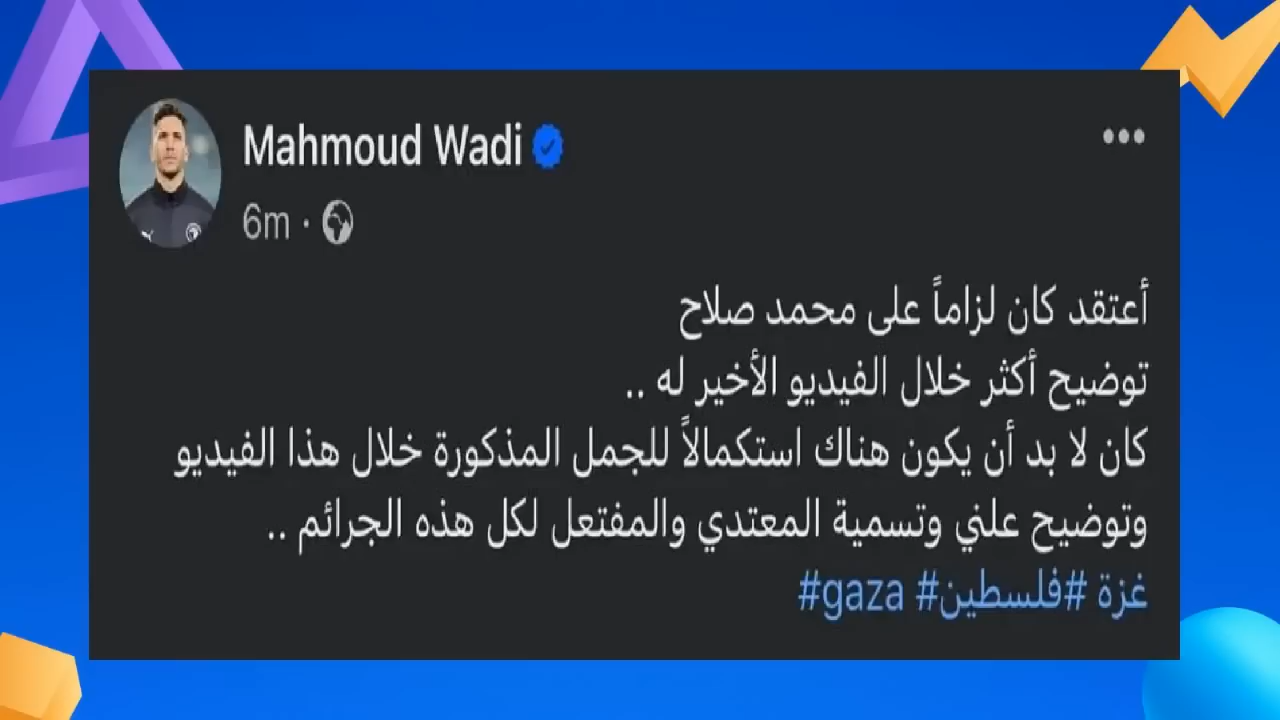 Mahmoud Wadi
6m ·
أعتقد كان لزاماً على محمد صلاح
توضيح أكثر خلال الفيديو الأخير له ..
كان لا بد أن يكون هناك استكمالاً للجمل المذكورة خلال هذا الفيديو
وتوضيح علني وتسمية المعتدي والمفتعل لكل هذه الجرائم ..
غزة #فلسطين# gaza#